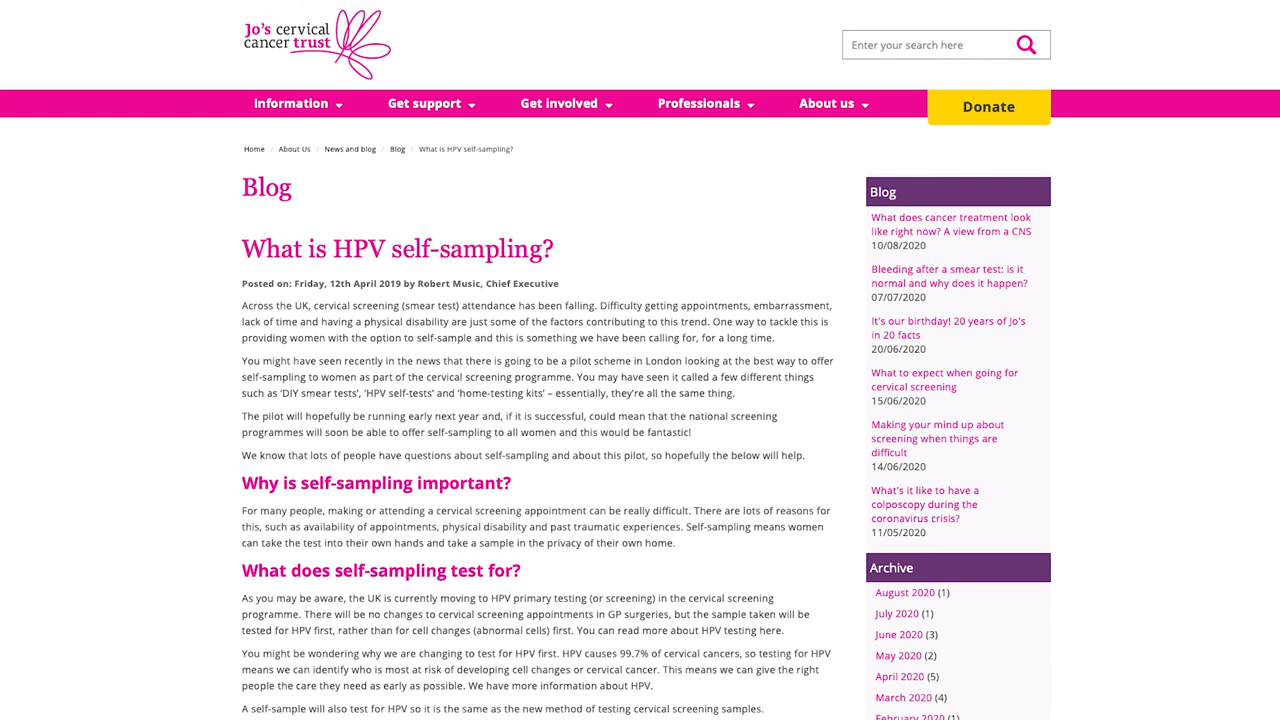 Jo's cervical
cancer trust
Enter your search here
Information
Get support
Get involved
Professionals
About us
Donate
Home / About Us / News and blog / Blog / What is HPV self-sampling?
Blog
What is HPV self-sampling?
Posted on: Friday, 12th April 2019 by Robert Music, Chief Executive
Across the UK, cervical screening (smear test) attendance has been falling. Difficulty getting appointments, embarrassment,
lack of time and having a physical disability are just some of the factors contributing to this trend. One way to tackle this is
providing women with the option to self-sample and this is something we have been calling for, for a long time.
You might have seen recently in the news that there is going to be a pilot scheme in London looking at the best way to offer
self-sampling to women as part of the cervical screening programme. You may have seen it called a few different things
such as ‘DIY smear tests’, ‘HPV self-tests’ and ‘home-testing kits’ – essentially, they’re all the same thing.
The pilot will hopefully be running early next year and, if it is successful, could mean that the national screening
programmes will soon be able to offer self-sampling to all women and this would be fantastic!
We know that lots of people have questions about self-sampling and about this pilot, so hopefully the below will help.
Why is self-sampling important?
For many people, making or attending a cervical screening appointment can be really difficult. There are lots of reasons for
this, such as availability of appointments, physical disability and past traumatic experiences. Self-sampling means women
can take the test into their own hands and take a sample in the privacy of their own home.
What does self-sampling test for?
As you may be aware, the UK is currently moving to HPV primary testing (or screening) in the cervical screening
programme. There will be no changes to cervical screening appointments in GP surgeries, but the sample taken will be
tested for HPV first, rather than for cell changes (abnormal cells) first. You can read more about HPV testing here.
You might be wondering why we are changing to test for HPV first. HPV causes 99.7% of cervical cancers, so testing for HPV
means we can identify who is most at risk of developing cell changes or cervical cancer. This means we can give the right
people the care they need as early as possible. We have more information about HPV.
A self-sample will also test for HPV so it is the same as the new method of testing cervical screening samples.
Blog
What does cancer treatment look
like right now? A view from a CNS
10/08/2020
Bleeding after a smear test: is it
normal and why does it happen?
07/07/2020
It's our birthday! 20 years of Jo's
in 20 facts
20/06/2020
What to expect when going for
cervical screening
15/06/2020
Making your mind up about
screening when things are
difficult
14/06/2020
What's it like to have a
colposcopy during the
coronavirus crisis?
11/05/2020
Archive
August 2020 (1)
July 2020 (1)
June 2020 (3)
May 2020 (2)
April 2020 (5)
March 2020 (4)
February 2020 (1)